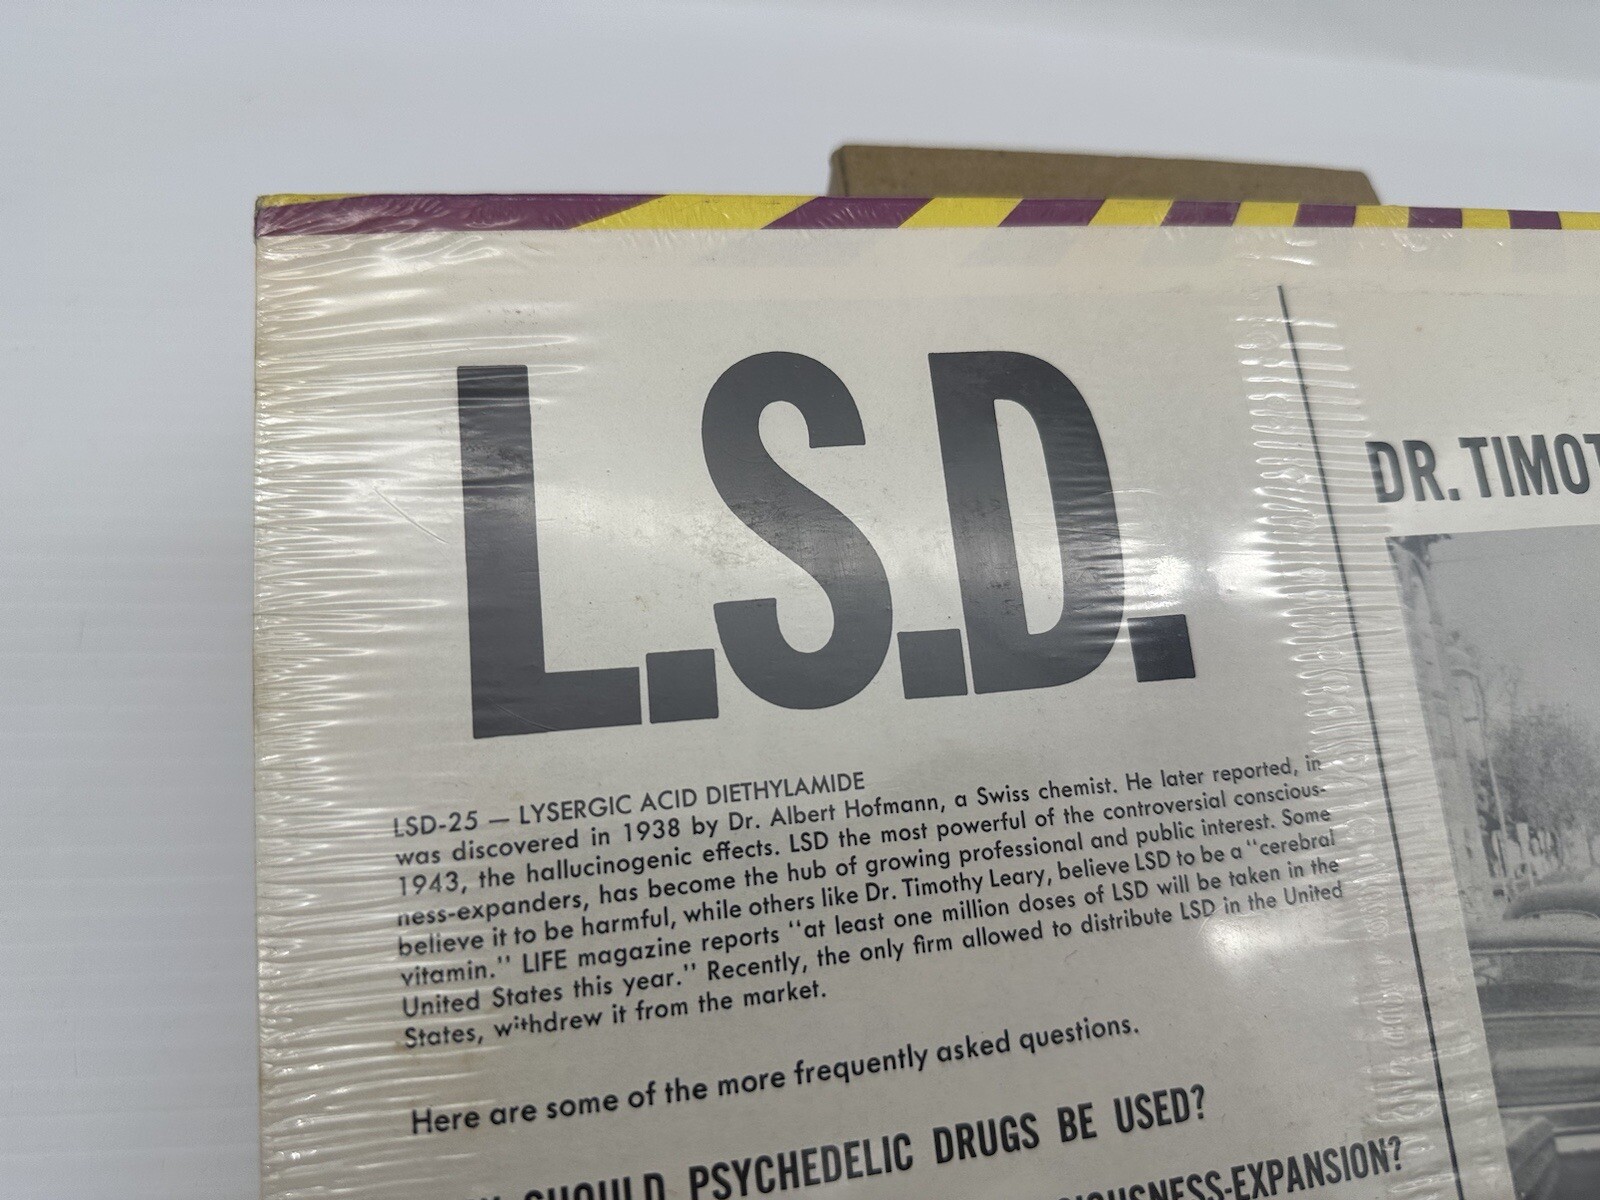 L.S.D.
LSD-25 — LYSERGIC ACID DIETHYLAMIDE
was discovered in 1938 by Dr. Albert Hofmann, a Swiss chemist. He later reported, in
1943, the hallucinogenic effects. LSD the most powerful of the controversial conscious-
ness-expanders, has become the hub of growing professional and public interest. Some
believe it to be harmful, while others like Dr. Timothy Leary, believe LSD to be a "cerebral
vitamin." LIFE magazine reports "at least one million doses of LSD will be taken in the
United States this year." Recently, the only firm allowed to distribute LSD in the United
States, withdrew it from the market.
Here are some of the more frequently asked questions.
SHOULD PSYCHEDELIC DRUGS BE USED?
DR. TIMOT